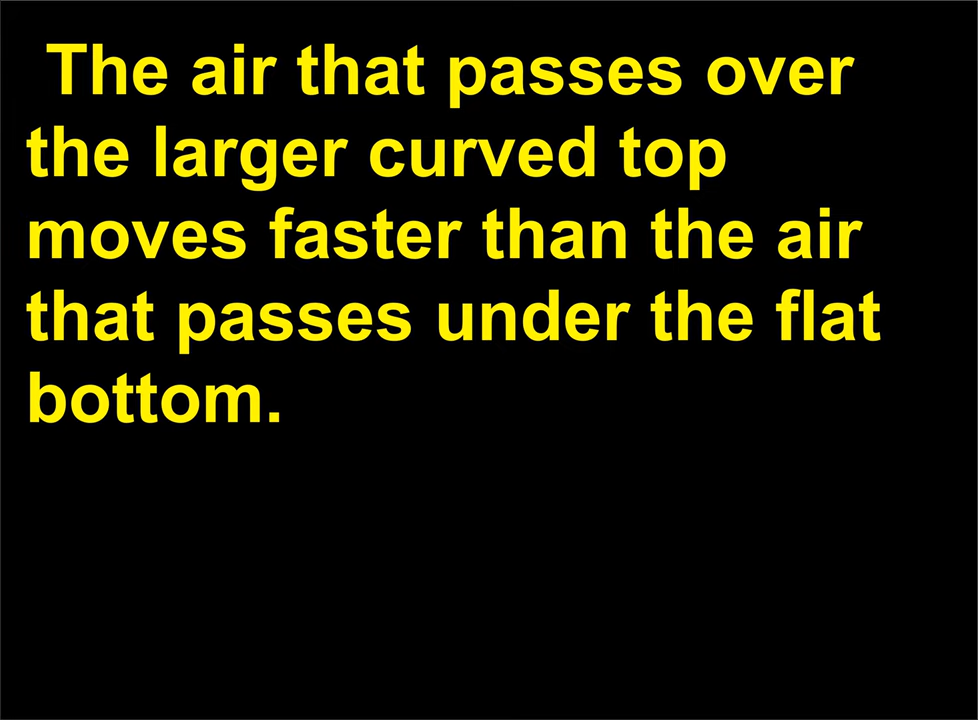 The air that passes over
the larger curved top
moves faster than the air
that passes under the flat
bottom.